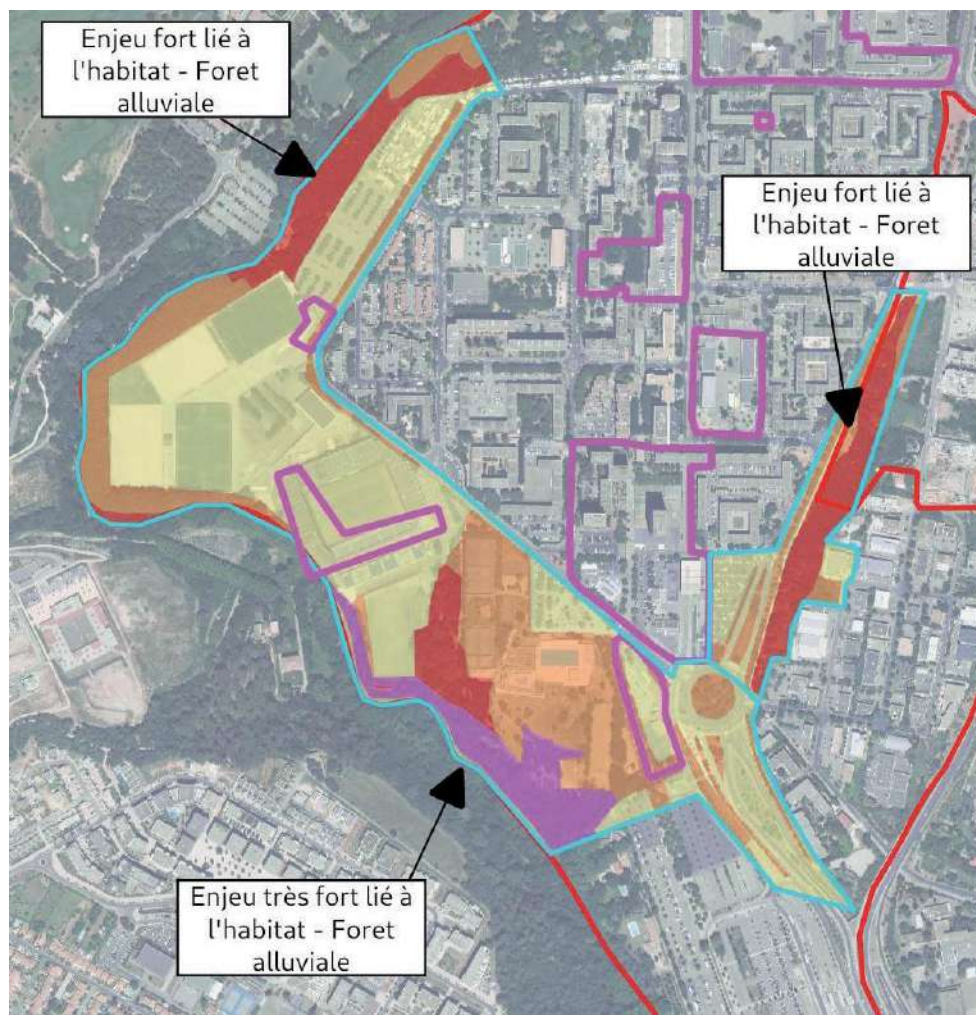 Enjeu fort lié à
l'habitat - Foret
alluviale
Enjeu fort lié à
l'habitat - Foret
alluviale
Enjeu très fort lié à
l'habitat - Foret
alluviale